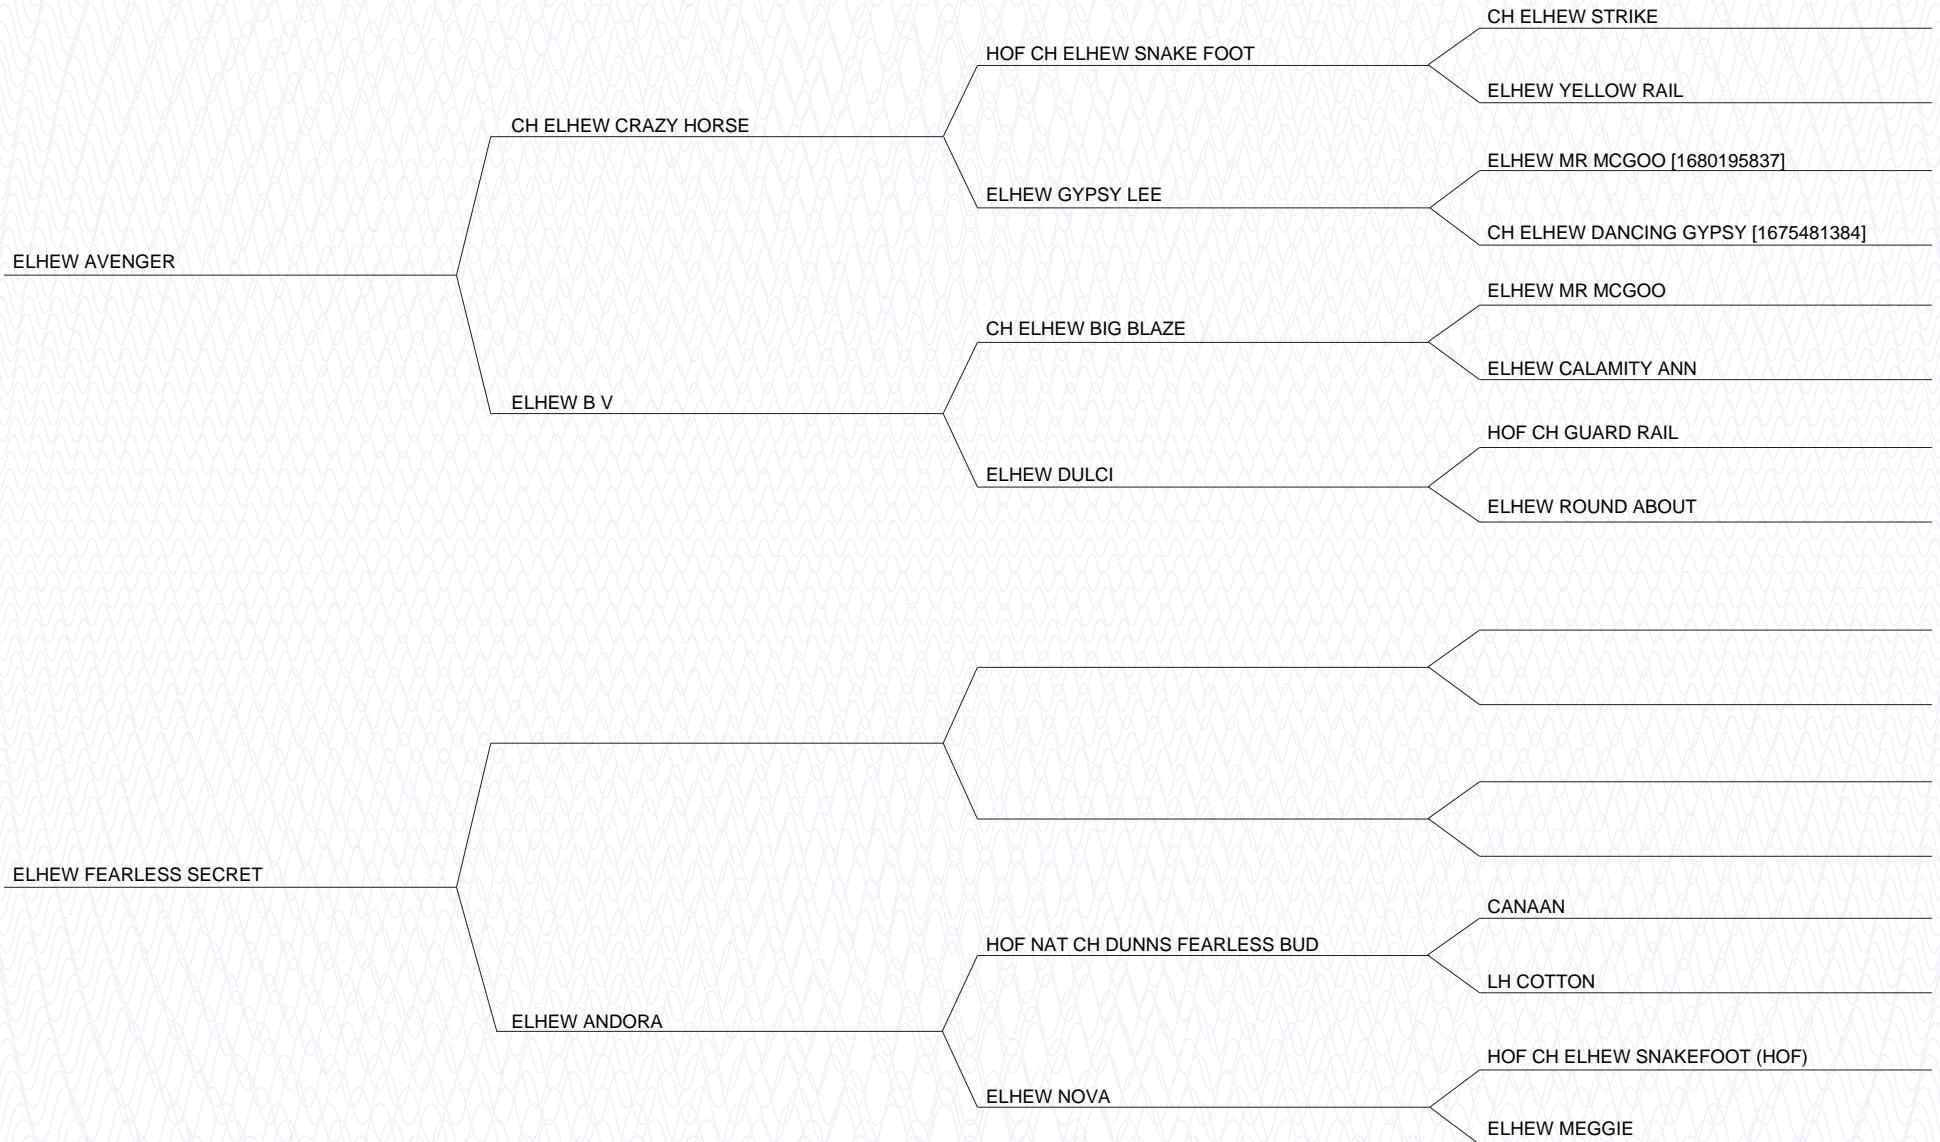 CH ELHEW STRIKE
HOF CH ELHEW SNAKE FOOT
ELHEW YELLOW RAIL
CH ELHEW CRAZY HORSE
ELHEW MR MCGOO [1680195837]
ELHEW GYPSY LEE
CH ELHEW DANCING GYPSY [1675481384]
ELHEW AVENGER
ELHEW MR MCGOO
CH ELHEW BIG BLAZE
ELHEW CALAMITY ANN
ELHEW B V
HOF CH GUARD RAIL
ELHEW DULCI
ELHEW ROUND ABOUT
ELHEW FEARLESS SECRET
CANAAN
HOF NAT CH DUNNS FEARLESS BUD
LH COTTON
ELHEW ANDORA
HOF CH ELHEW SNAKEFOOT (HOF)
ELHEW NOVA
ELHEW MEGGIE